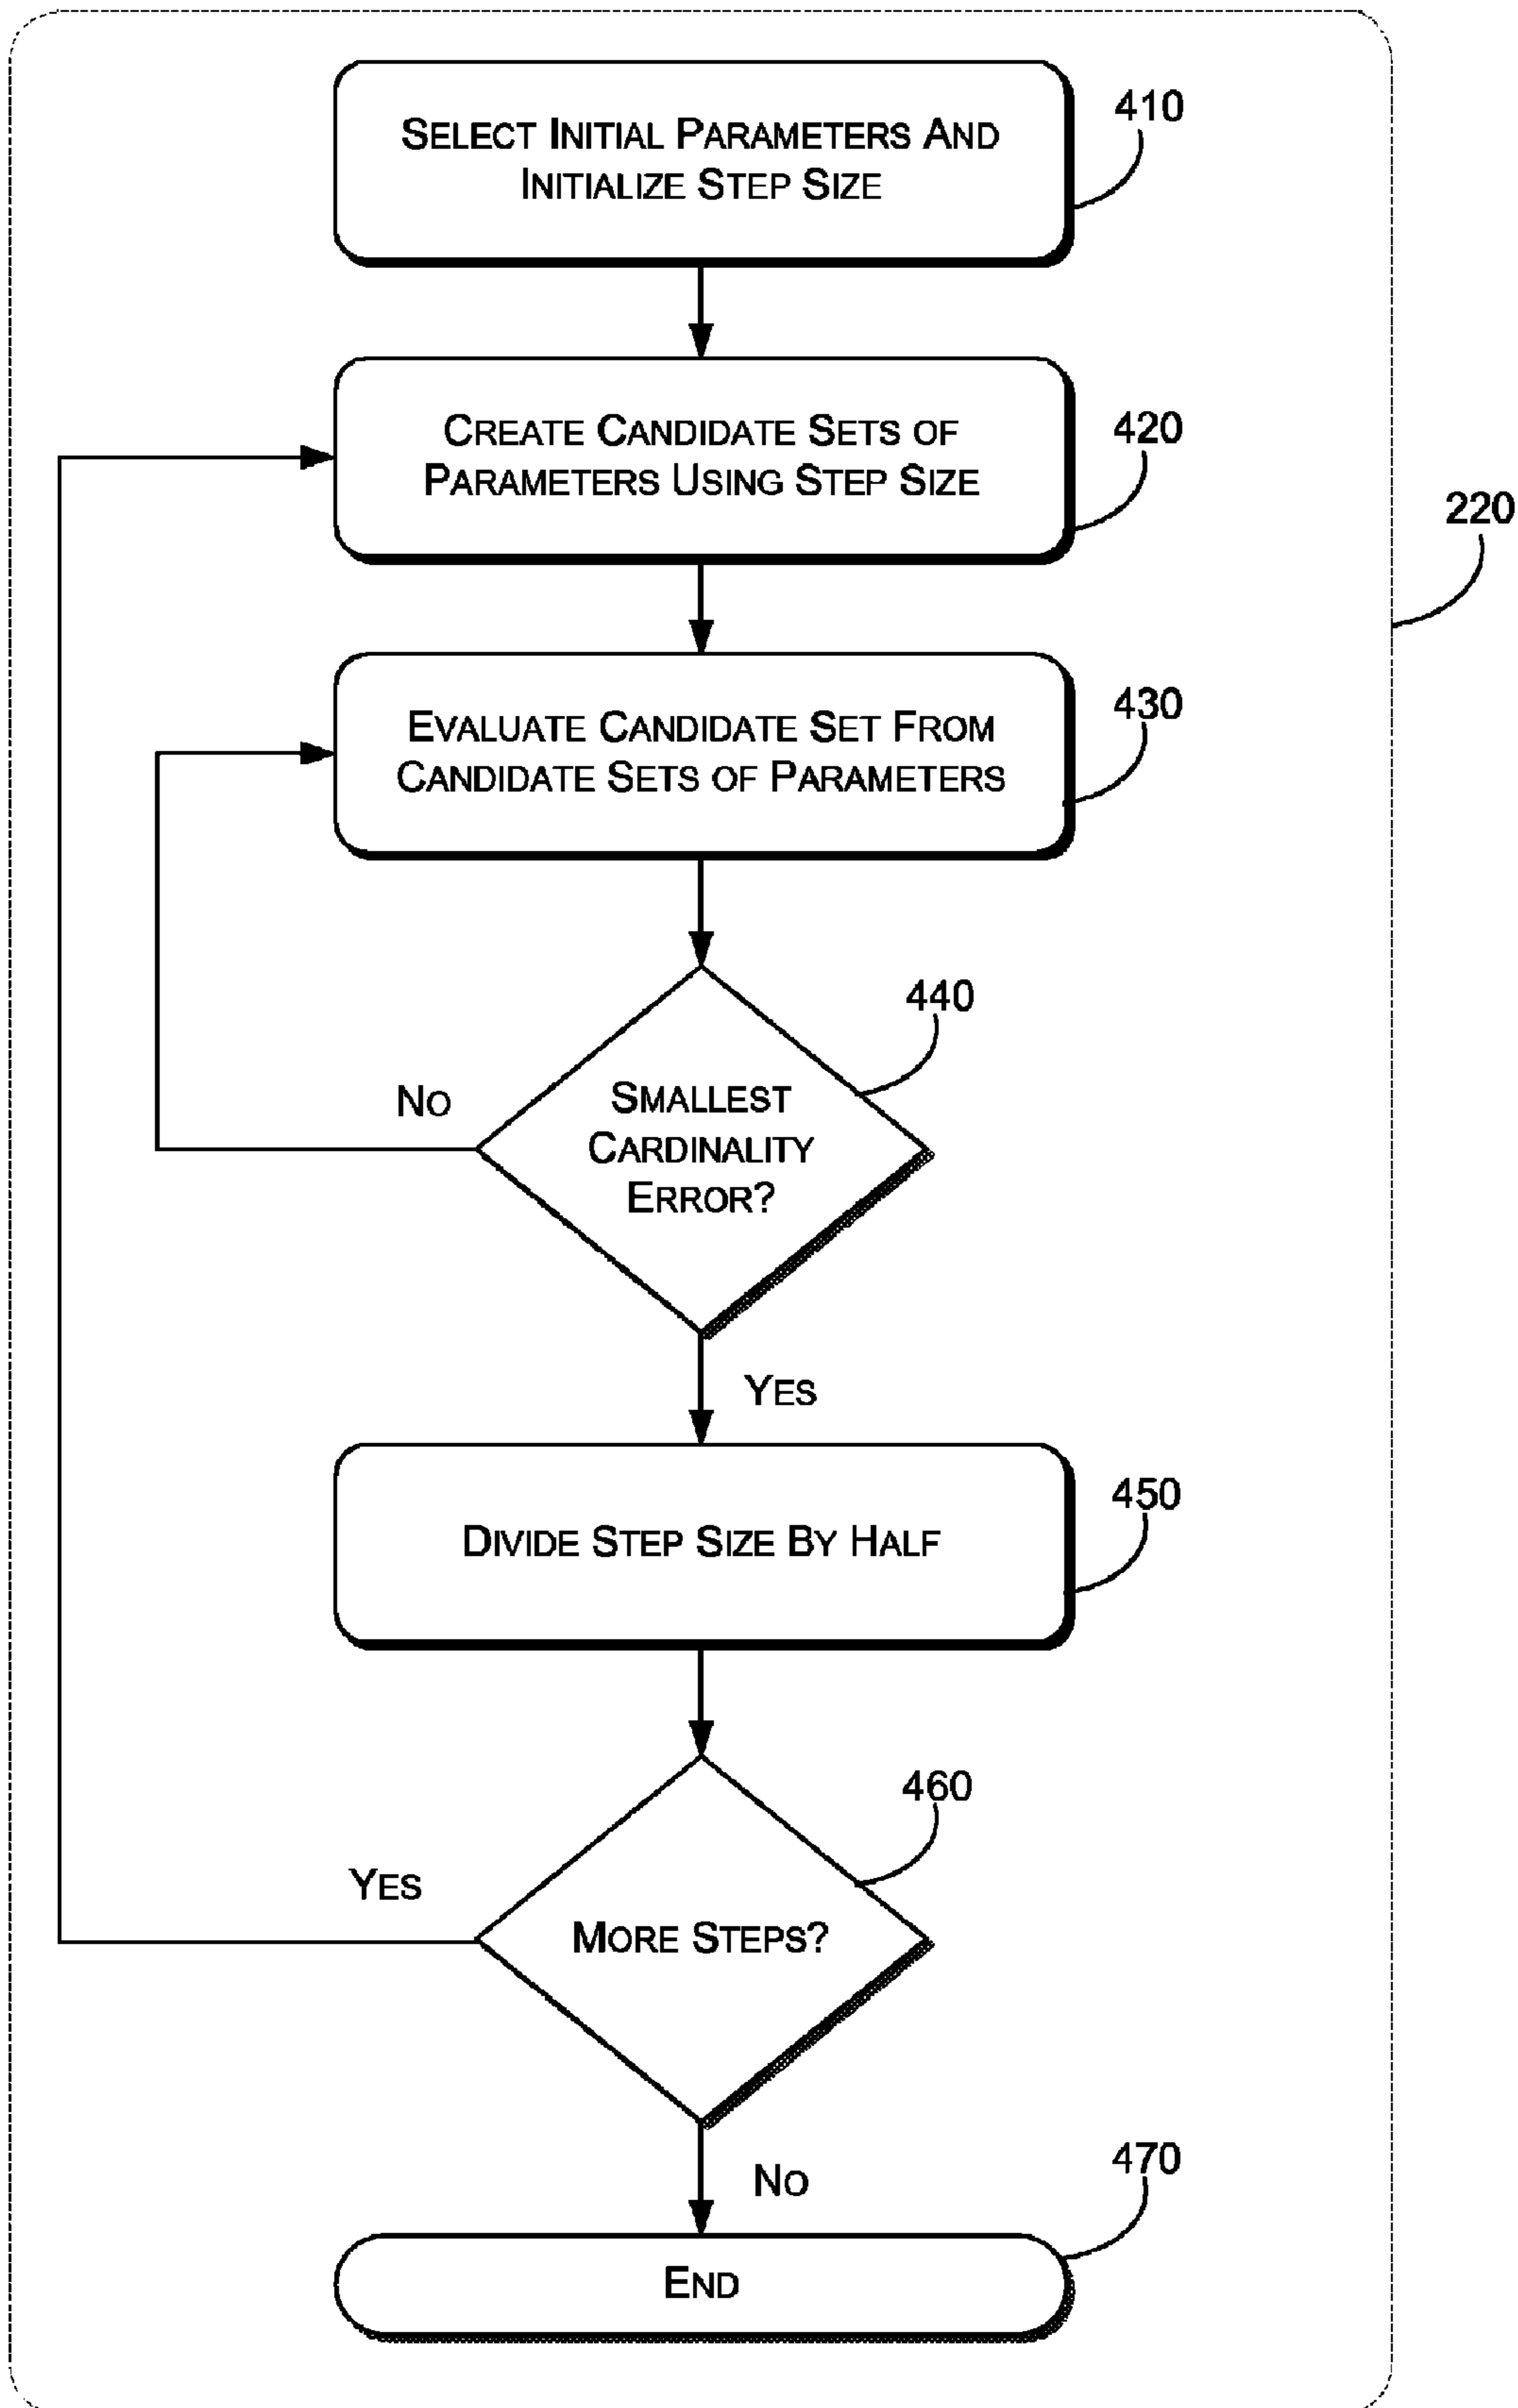 SELECT INITIAL PARAMETERS AND
INITIALIZE STEP SIZE
410
CREATE CANDIDATE SETS OF
PARAMETERS USING STEP SIZE
420
220
EVALUATE CANDIDATE SET FROM
CANDIDATE SETS OF PARAMETERS
430
440
NO
SMALLEST
CARDINALITY
ERROR?
YES
450
DIVIDE STEP SIZE BY HALF
460
YES
MORE STEPS?
NO
470
END